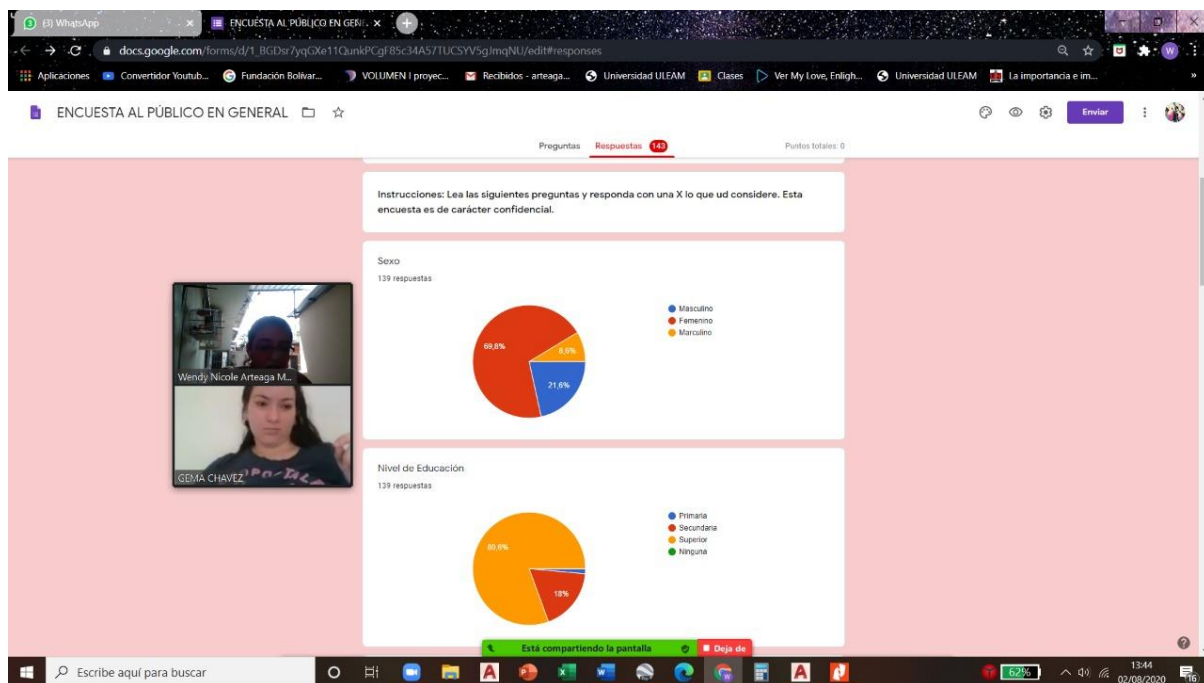 (3) WhatsApp
ENCUESTA AL PÚBLICO EN GENE
docs.google.com/forms/d/1_BGDsr7yqGXe11QunkPCgF85c34A57TUCSYV5gJmqNU/edit#responses
Aplicaciones Convertidor Youtub... Fundación Bolívar... VOLUMEN I proyec... Recibidos - arteaga... Universidad ULEAM Clases Ver My Love, Enligh... Universidad ULEAM La importancia e im... »
ENCUESTA AL PÚBLICO EN GENERAL
Enviar
Preguntas Respuestas 143 Puntos totales: 0
Instrucciones: Lea las siguientes preguntas y responda con una X lo que ud considere. Esta
encuesta es de carácter confidencial.
Sexo
139 respuestas
Masculino
Femenino
Marculino
69,8%
8,6%
21,6%
Wendy Nicole Arteaga M...
GEMA CHAVEZ
Nivel de Educación
139 respuestas
Primaria
Secundaria
Superior
Ninguna
80,6%
18%
Está compartiendo la pantalla Deja de
Escribe aquí para buscar
62%
13:44
02/08/2020
16